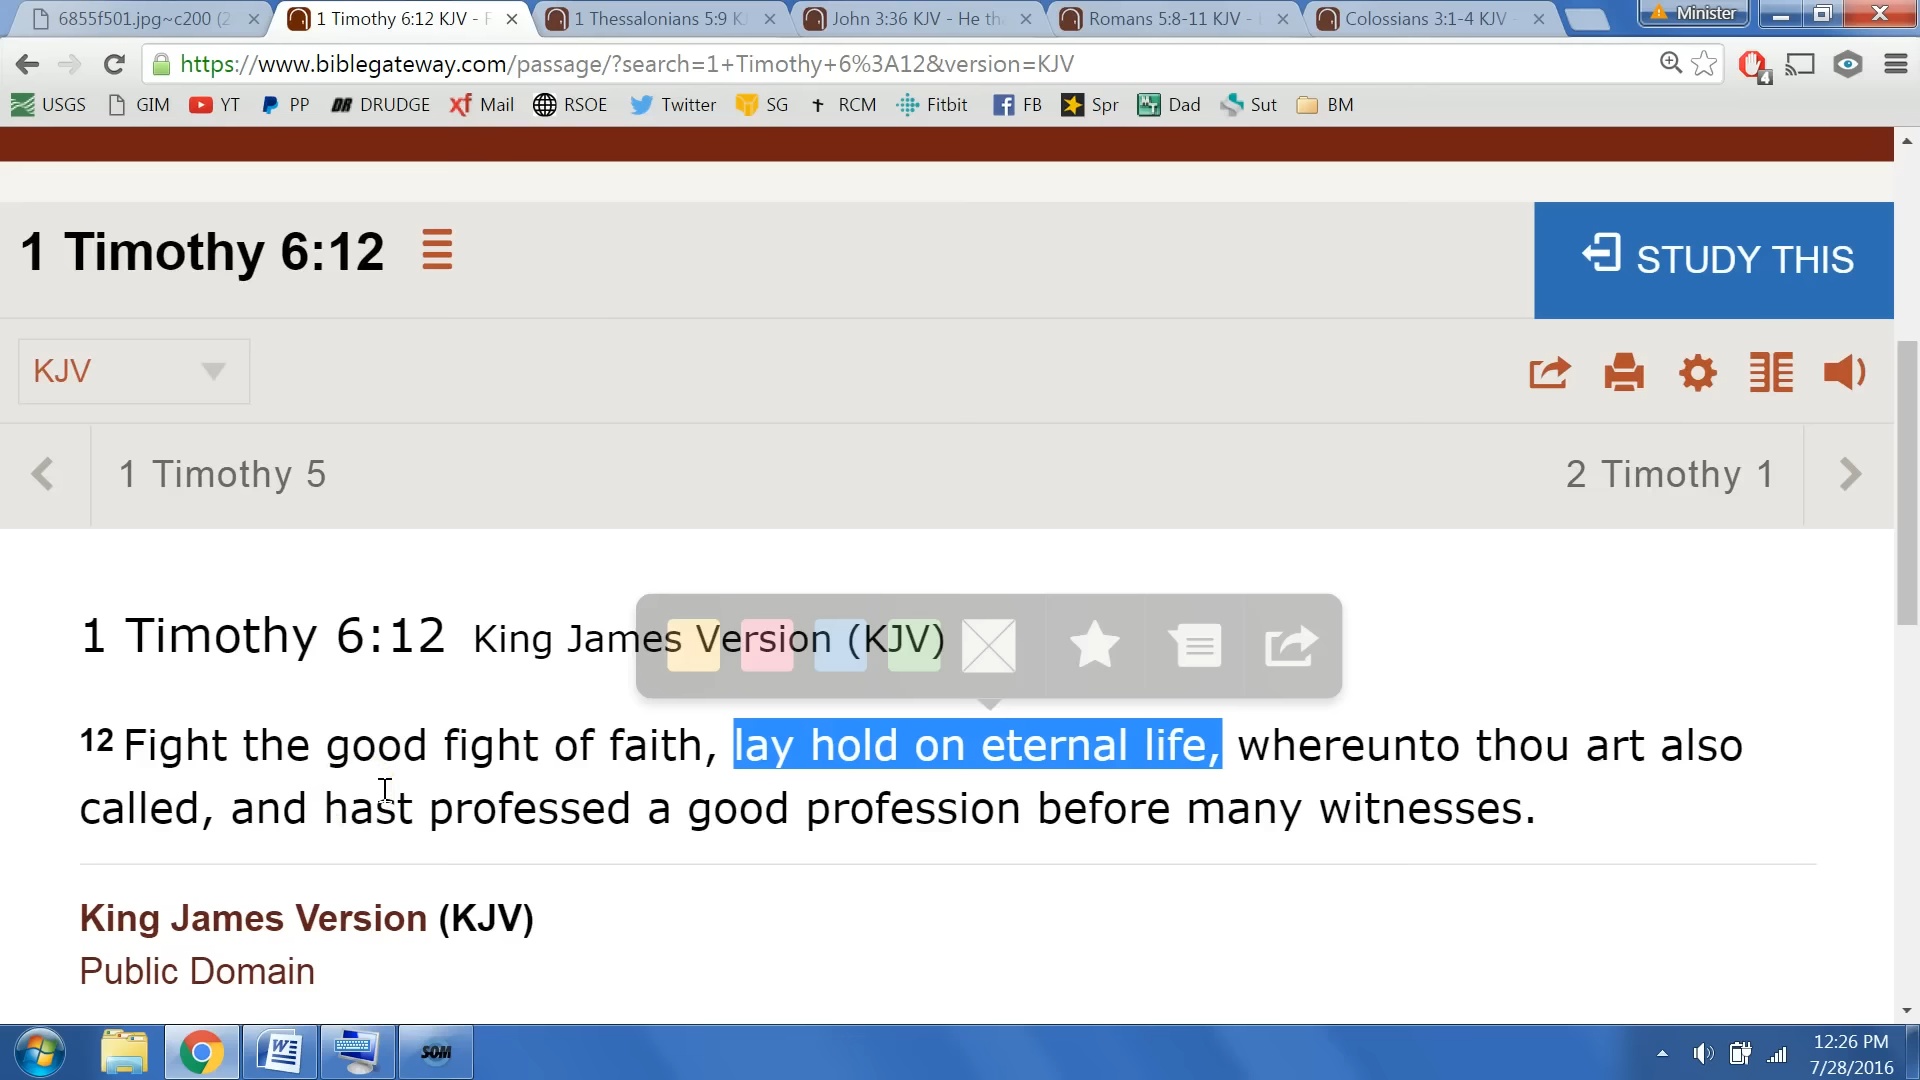 6855f501.jpg~c200 (2
1 Timothy 6:12 KJV - F
1 Thessalonians 5:9 KJ
John 3:36 KJV - He th
Romans 5:8-11 KJV -
Colossians 3:1-4 KJV -
Minister
https://www.biblegateway.com/passage/?search=1+Timothy+6%3A12&version=KJV
4
USGS GIM YT PP DRUDGE Mail RSOE Twitter SG RCM Fitbit FB Spr Dad Sut BM
1 Timothy 6:12
STUDY THIS
KJV
1 Timothy 5
2 Timothy 1
1 Timothy 6:12 King James Version (KJV)
12 Fight the good fight of faith, lay hold on eternal life, whereunto thou art also
called, and hast professed a good profession before many witnesses.
King James Version (KJV)
Public Domain
SOM
12:26 PM
7/28/2016